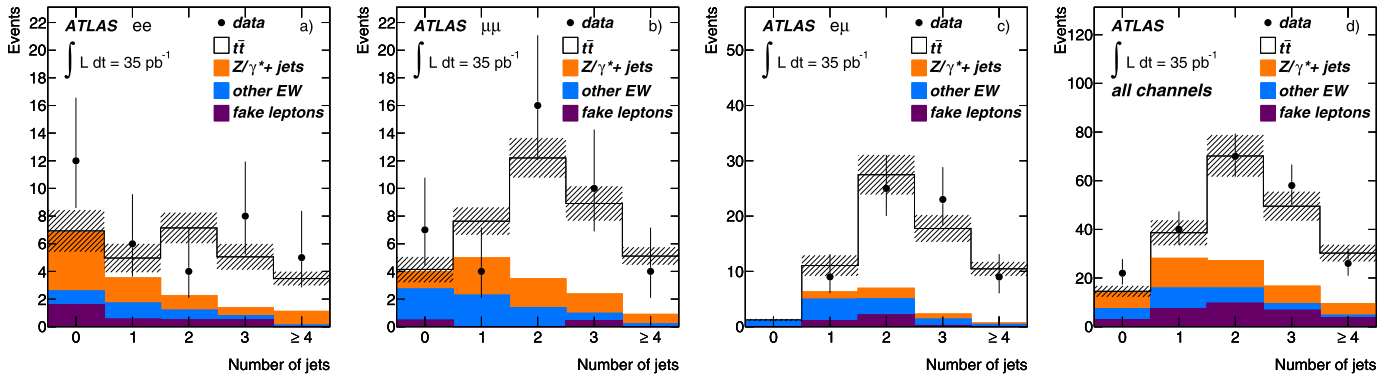 Events
ATLAS ee a)
∫ L dt = 35 pb⁻¹
data
tt̄
Z/γ*+ jets
other EW
fake leptons
22
20
18
16
14
12
10
8
6
4
2
0
0 1 2 3 ≥ 4
Number of jets
Events
ATLAS μμ b)
∫ L dt = 35 pb⁻¹
data
tt̄
Z/γ*+ jets
other EW
fake leptons
22
20
18
16
14
12
10
8
6
4
2
0
0 1 2 3 ≥ 4
Number of jets
Events
ATLAS eμ c)
∫ L dt = 35 pb⁻¹
data
tt̄
Z/γ*+ jets
other EW
fake leptons
50
40
30
20
10
0
0 1 2 3 ≥ 4
Number of jets
Events
ATLAS d)
∫ L dt = 35 pb⁻¹
all channels
data
tt̄
Z/γ*+ jets
other EW
fake leptons
120
100
80
60
40
20
0
0 1 2 3 ≥ 4
Number of jets